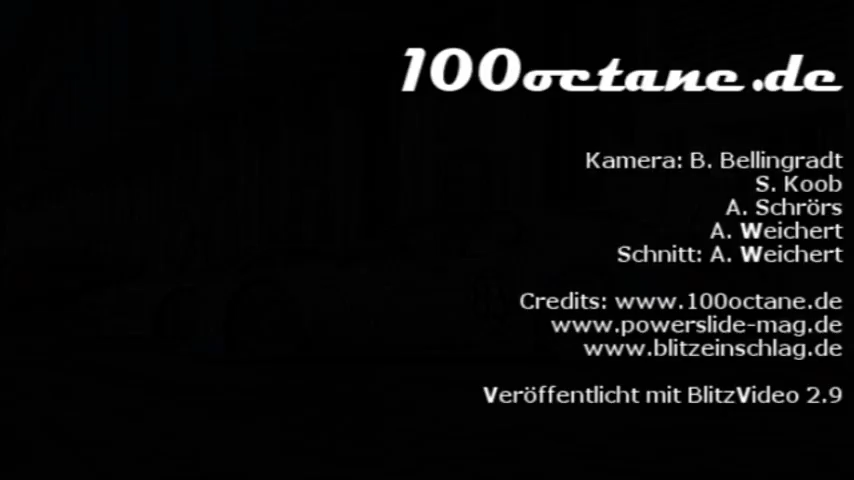 100octane.de
Kamera: B. Bellingradt
S. Koob
A. Schrörs
A. Weichert
Schnitt: A. Weichert
Credits: www.100octane.de
www.powerslide-mag.de
www.blitzeinschlag.de
Veröffentlicht mit BlitzVideo 2.9